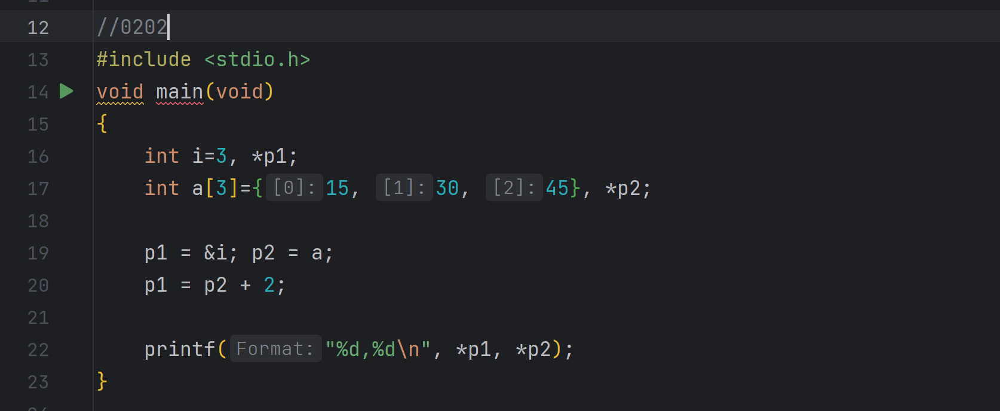 12 //0202
13 #include <stdio.h>
14 void main(void)
15 {
16 int i=3, *p1;
17 int a[3]={[0]:15, [1]:30, [2]:45}, *p2;
18
19 p1 = &i; p2 = a;
20 p1 = p2 + 2;
21
22 printf(Format:"%d,%d\n", *p1, *p2);
23 }